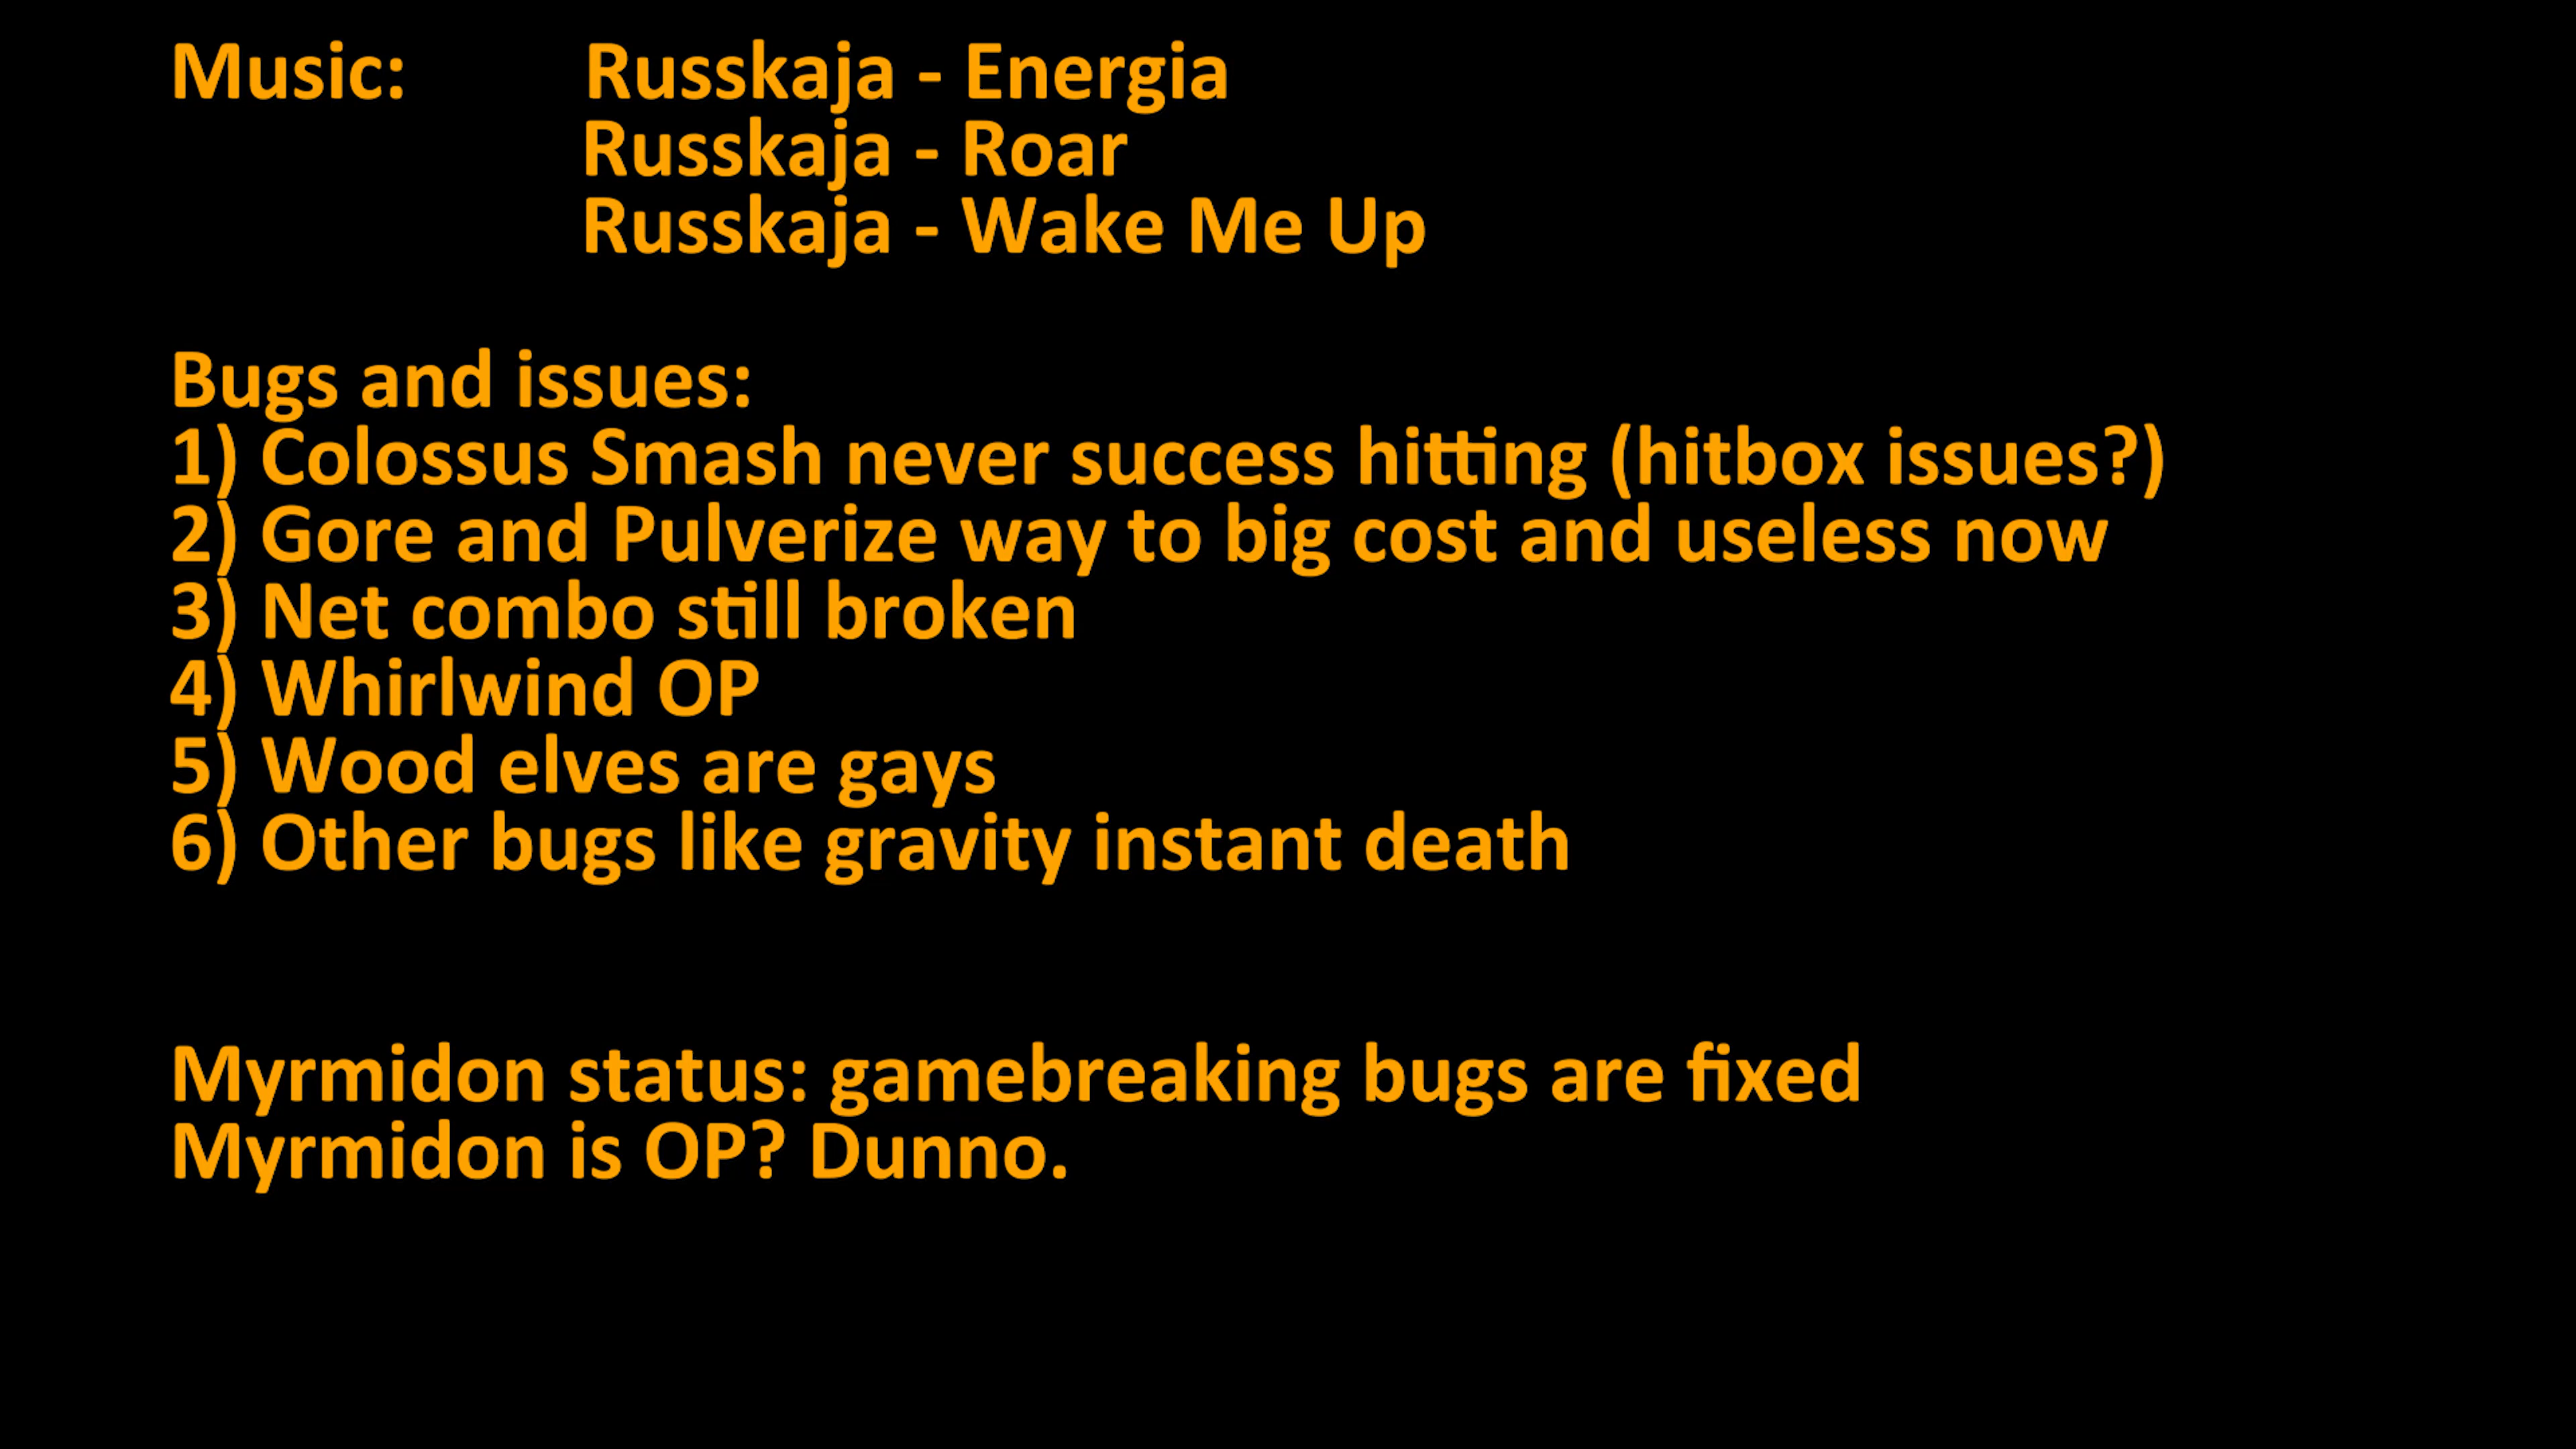 Music: Russkaja - Energia
Russkaja - Roar
Russkaja - Wake Me Up
Bugs and issues:
1) Colossus Smash never success hitting (hitbox issues?)
2) Gore and Pulverize way to big cost and useless now
3) Net combo still broken
4) Whirlwind OP
5) Wood elves are gays
6) Other bugs like gravity instant death
Myrmidon status: gamebreaking bugs are fixed
Myrmidon is OP? Dunno.